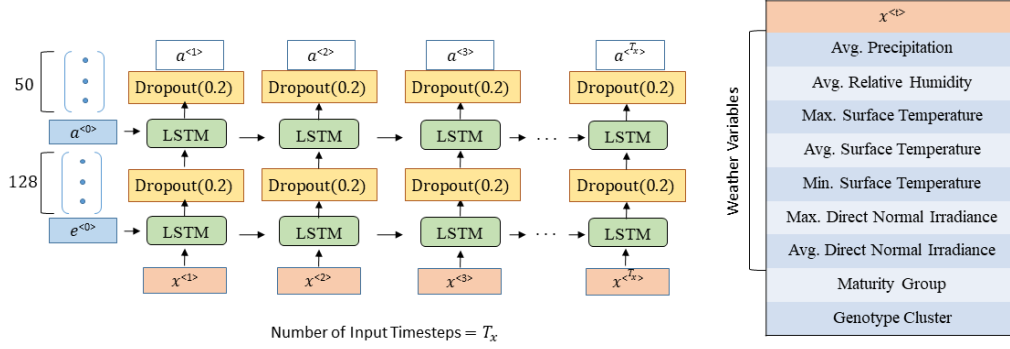 a<1> a<2> a<3> a<Tx>
50
Dropout(0.2) Dropout(0.2) Dropout(0.2) Dropout(0.2)
a<0> LSTM LSTM LSTM ... LSTM
128
Dropout(0.2) Dropout(0.2) Dropout(0.2) Dropout(0.2)
e<0> LSTM LSTM LSTM ... LSTM
x<1> x<2> x<3> x<Tx>
Number of Input Timesteps = Tx
Weather Variables
x<t>
Avg. Precipitation
Avg. Relative Humidity
Max. Surface Temperature
Avg. Surface Temperature
Min. Surface Temperature
Max. Direct Normal Irradiance
Avg. Direct Normal Irradiance
Maturity Group
Genotype Cluster